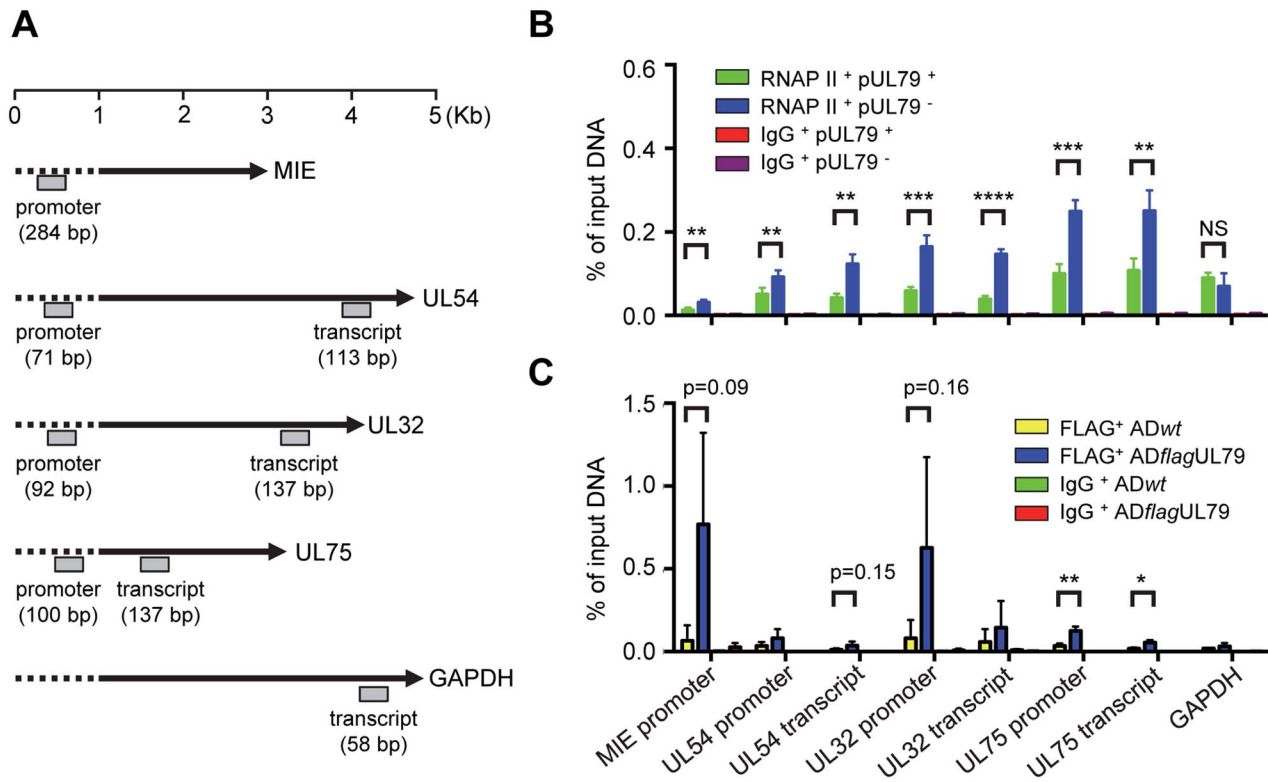 A
0 1 2 3 4 5 (Kb)
MIE
promoter
(284 bp)
UL54
promoter transcript
(71 bp) (113 bp)
UL32
promoter transcript
(92 bp) (137 bp)
UL75
promoter transcript
(100 bp) (137 bp)
GAPDH
transcript
(58 bp)
B
% of input DNA
0.6
0.4
0.2
0.0
RNAP II + pUL79 +
RNAP II + pUL79 -
IgG + pUL79 +
IgG + pUL79 -
** ** ** *** **** *** ** NS
C
% of input DNA
1.5
1.0
0.5
0.0
FLAG+ ADwt
FLAG+ ADflagUL79
IgG + ADwt
IgG + ADflagUL79
p=0.09 p=0.15 p=0.16 ** *
MIE promoter
UL54 promoter
UL54 transcript
UL32 promoter
UL32 transcript
UL75 promoter
UL75 transcript
GAPDH